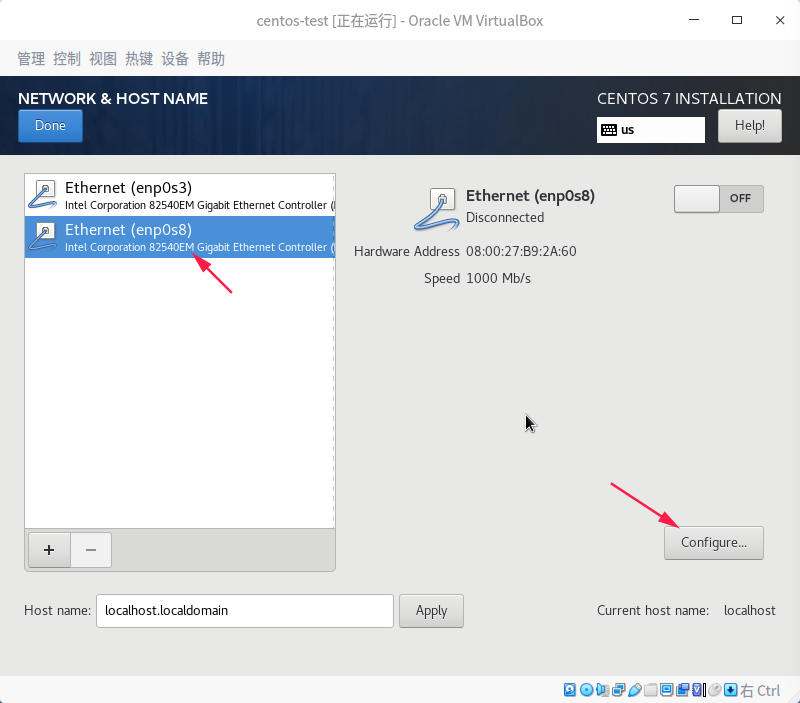 centos-test [正在运行] - Oracle VM VirtualBox
管理 控制 视图 热键 设备 帮助
NETWORK & HOST NAME
CENTOS 7 INSTALLATION
Done
us
Help!
Ethernet (enp0s3)
Intel Corporation 82540EM Gigabit Ethernet Controller (
Ethernet (enp0s8)
Intel Corporation 82540EM Gigabit Ethernet Controller (
Ethernet (enp0s8)
Disconnected
OFF
Hardware Address 08:00:27:B9:2A:60
Speed 1000 Mb/s
+ −
Configure...
Host name: localhost.localdomain Apply
Current host name: localhost
右 Ctrl